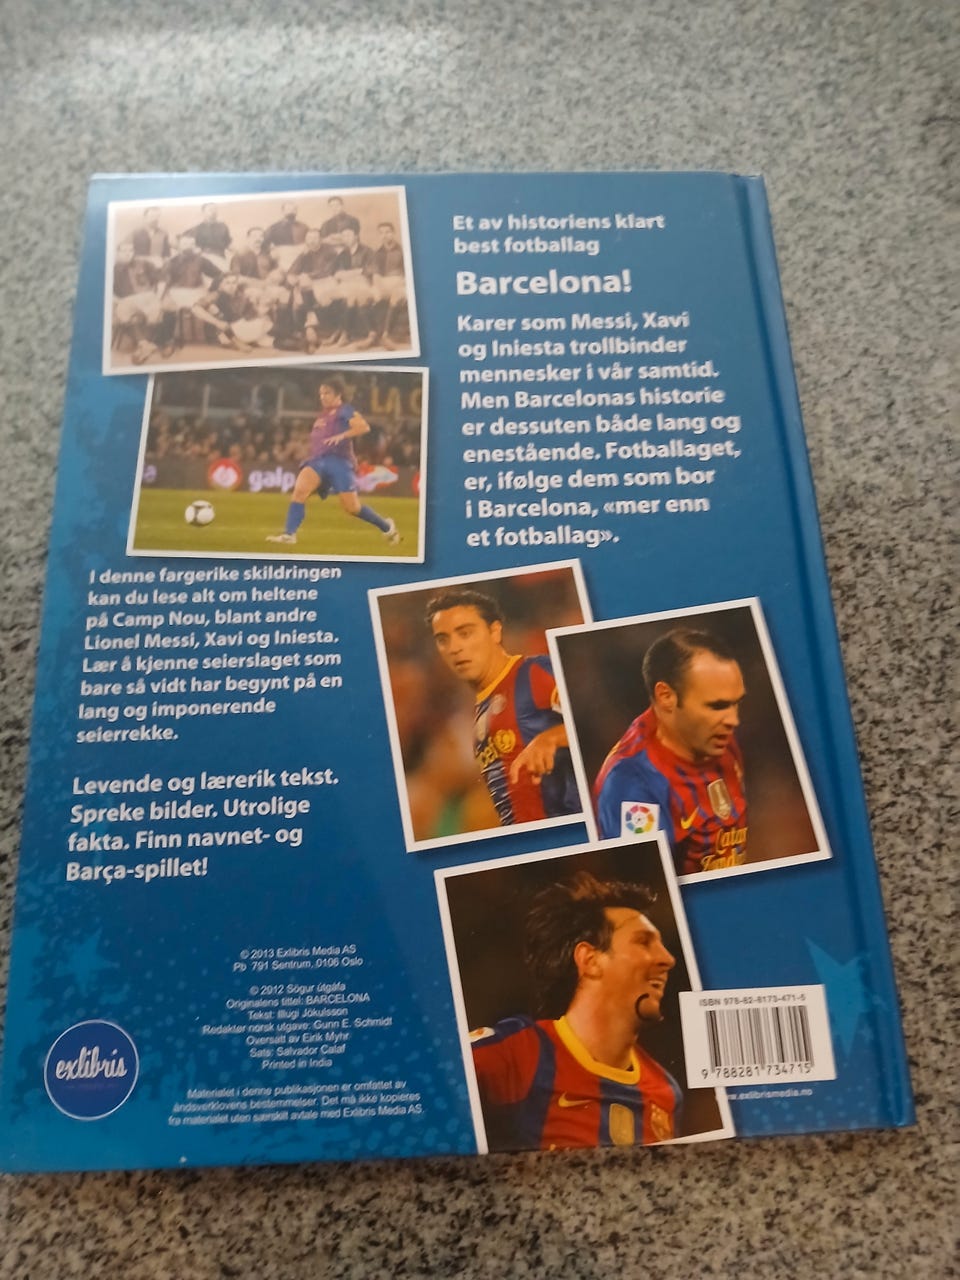 Et av historiens klart
best fotballag
Barcelona!
Karer som Messi, Xavi
og Iniesta trollbinder
mennesker i vår samtid.
Men Barcelonas historie
er dessuten både lang og
enestående. Fotballaget,
er, ifølge dem som bor
i Barcelona, «mer enn
et fotballag».
galp
I denne fargerike skildringen
kan du lese alt om heltene
på Camp Nou, blant andre
Lionel Messi, Xavi og Iniesta.
Lær å kjenne seierslaget som
bare så vidt har begynt på en
lang og imponerende
seierrekke.
Levende og lærerik tekst.
Spreke bilder. Utrolige
fakta. Finn navnet- og
Barça-spillet!
© 2013 Exlibris Media AS
Pb 791 Sentrum, 0106 Oslo
© 2012 Sögur útgáfa
Originalens tittel: BARCELONA
Tekst: Illugi Jökulsson
Redaktør norsk utgave: Gunn E. Schmidt
Oversatt av Eirik Myhr
Sats: Salvador Calaf
Printed in India
Materialet i denne publikasjonen er omfattet av
åndsverklovens bestemmelser. Det må ikke kopieres
fra materialet uten særskilt avtale med Exlibris Media AS.
exlibris
ISBN 978-82-8173-471-5
9 788281 734715
www.exlibrismedia.no